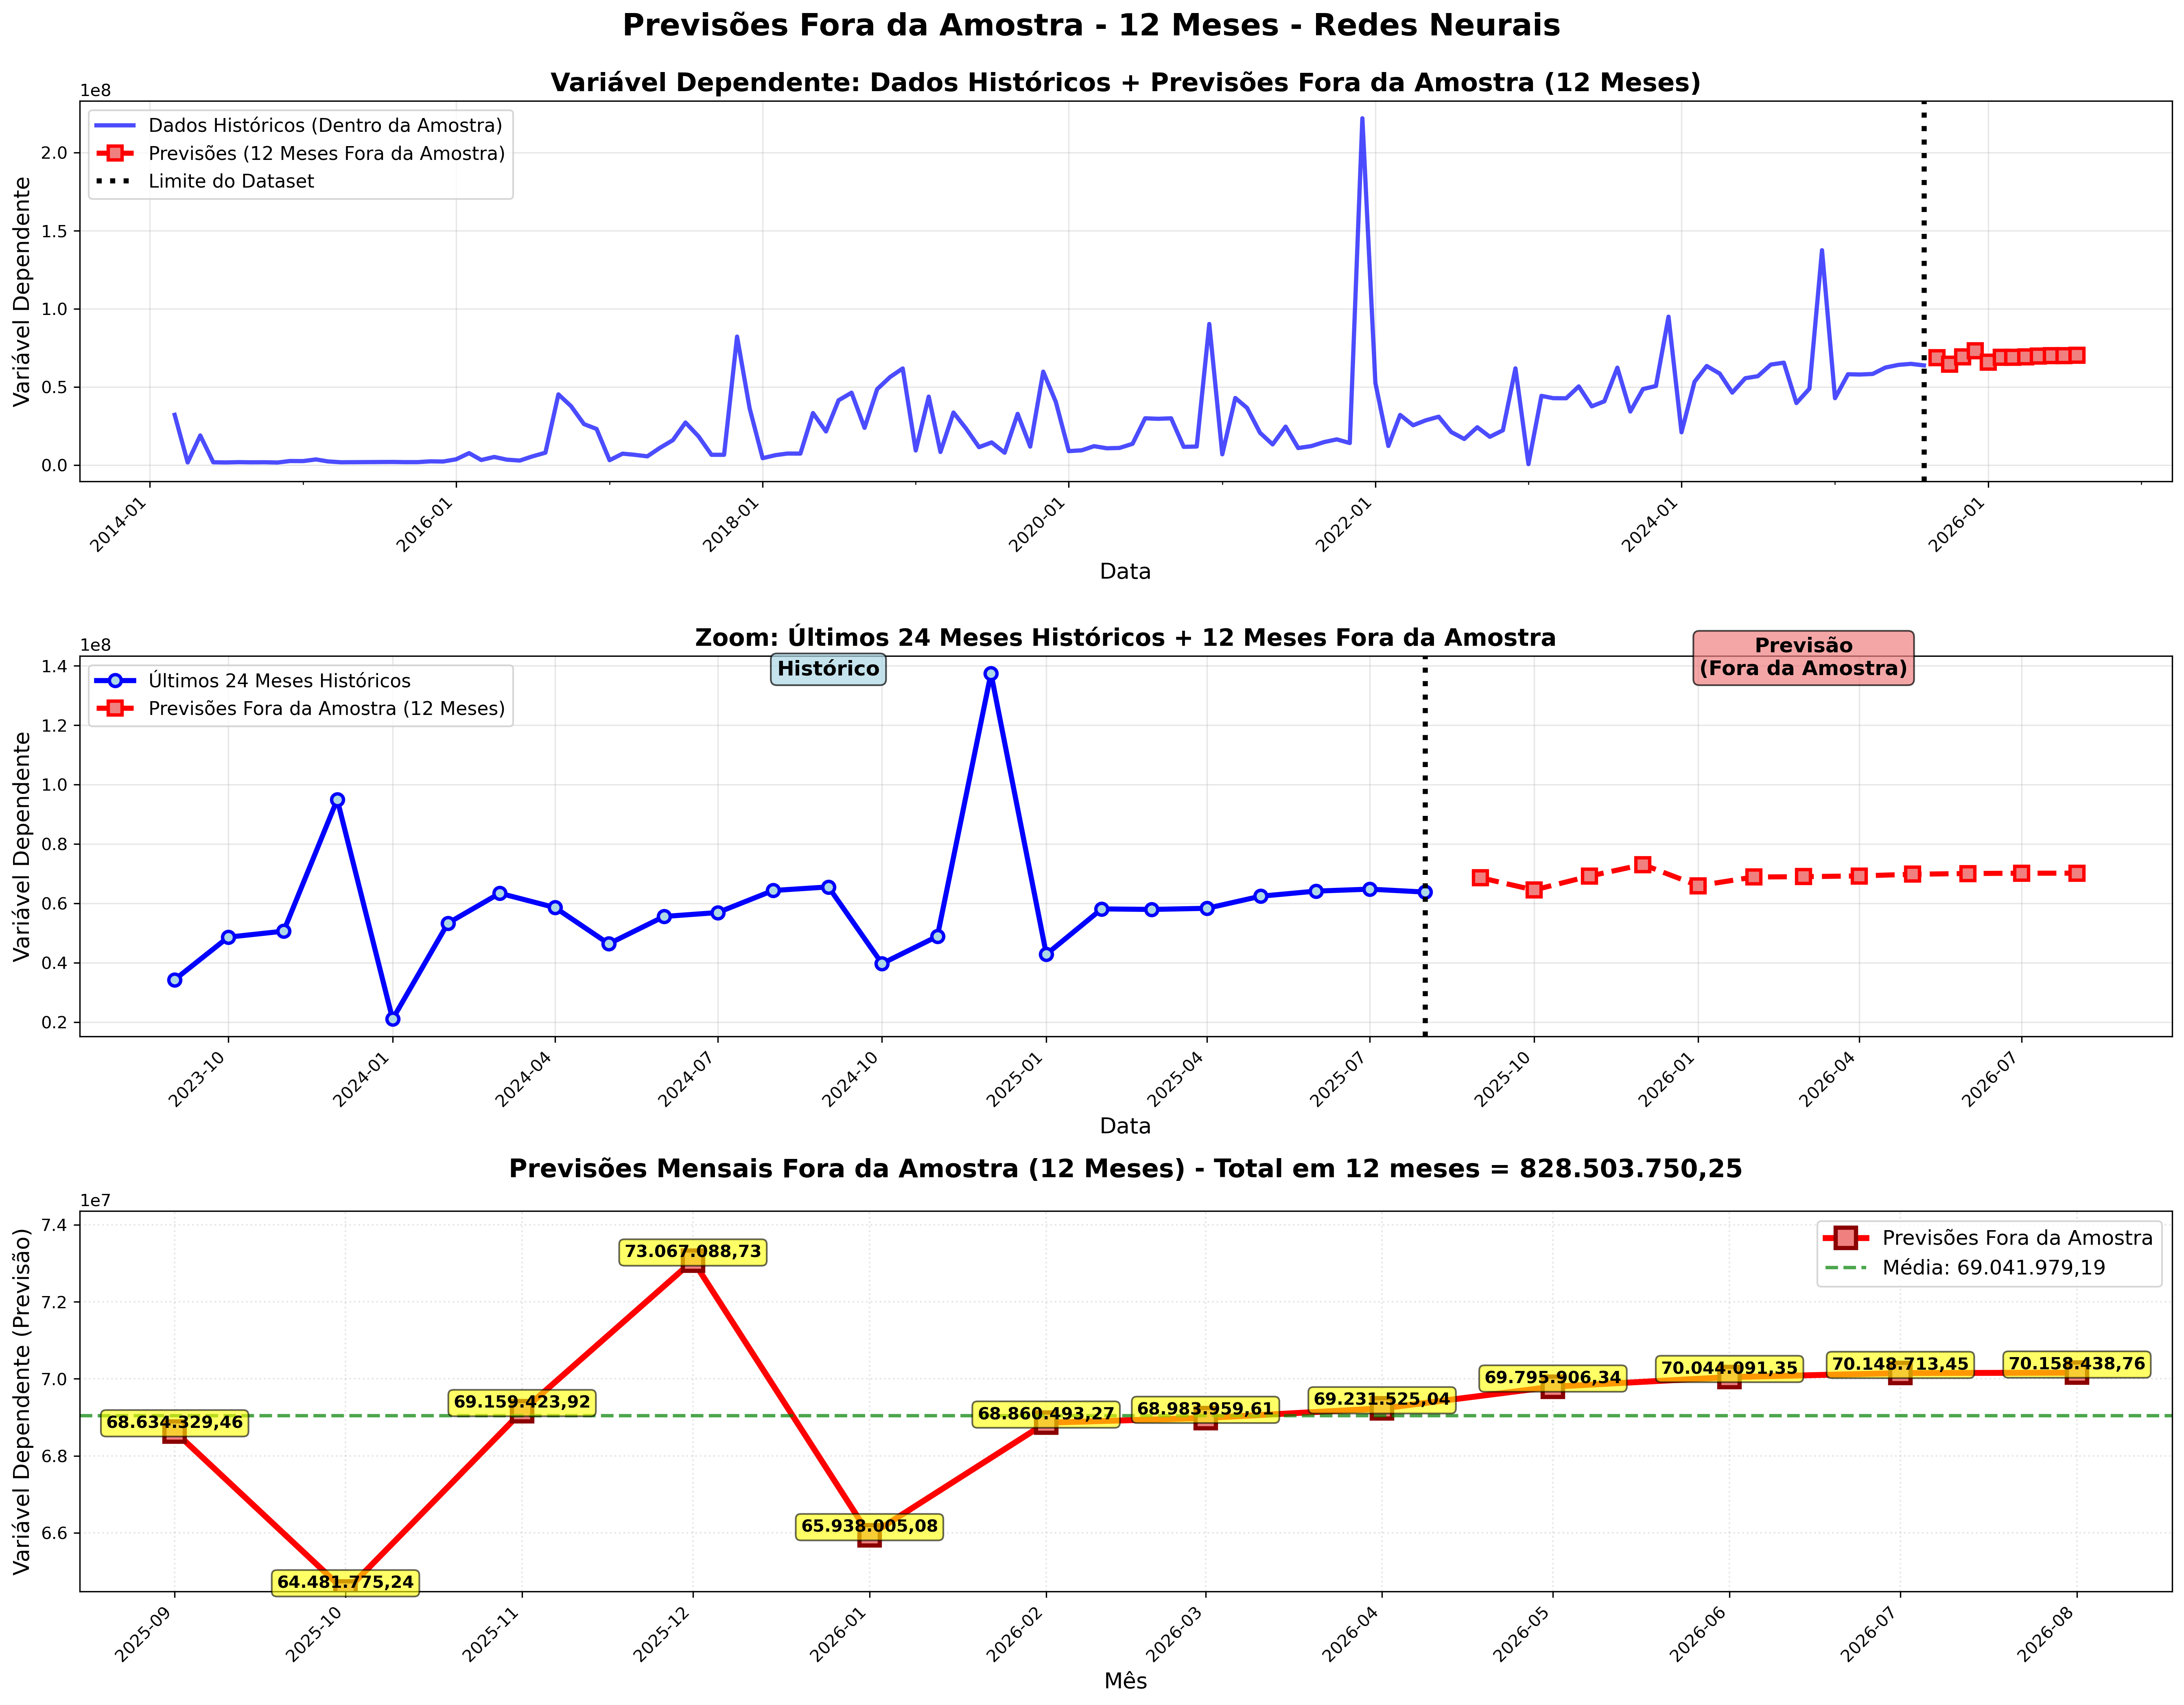 Previsões Fora da Amostra - 12 Meses - Redes Neurais
Variável Dependente: Dados Históricos + Previsões Fora da Amostra (12 Meses)
1e8
Dados Históricos (Dentro da Amostra)
Previsões (12 Meses Fora da Amostra)
Limite do Dataset
Variável Dependente
2.0
1.5
1.0
0.5
0.0
2014-01
2016-01
2018-01
2020-01
2022-01
2024-01
2026-01
Data
Zoom: Últimos 24 Meses Históricos + 12 Meses Fora da Amostra
1e8
Histórico
Previsão
(Fora da Amostra)
Últimos 24 Meses Históricos
Previsões Fora da Amostra (12 Meses)
Variável Dependente
1.4
1.2
1.0
0.8
0.6
0.4
0.2
2023-10
2024-01
2024-04
2024-07
2024-10
2025-01
2025-04
2025-07
2025-10
2026-01
2026-04
2026-07
Data
Previsões Mensais Fora da Amostra (12 Meses) - Total em 12 meses = 828.503.750,25
1e7
Previsões Fora da Amostra
Média: 69.041.979,19
Variável Dependente (Previsão)
7.4
7.2
7.0
6.8
6.6
68.634.329,46
64.481.775,24
69.159.423,92
73.067.088,73
65.938.005,08
68.860.493,27
68.983.959,61
69.231.525,04
69.795.906,34
70.044.091,35
70.148.713,45
70.158.438,76
2025-09
2025-10
2025-11
2025-12
2026-01
2026-02
2026-03
2026-04
2026-05
2026-06
2026-07
2026-08
Mês